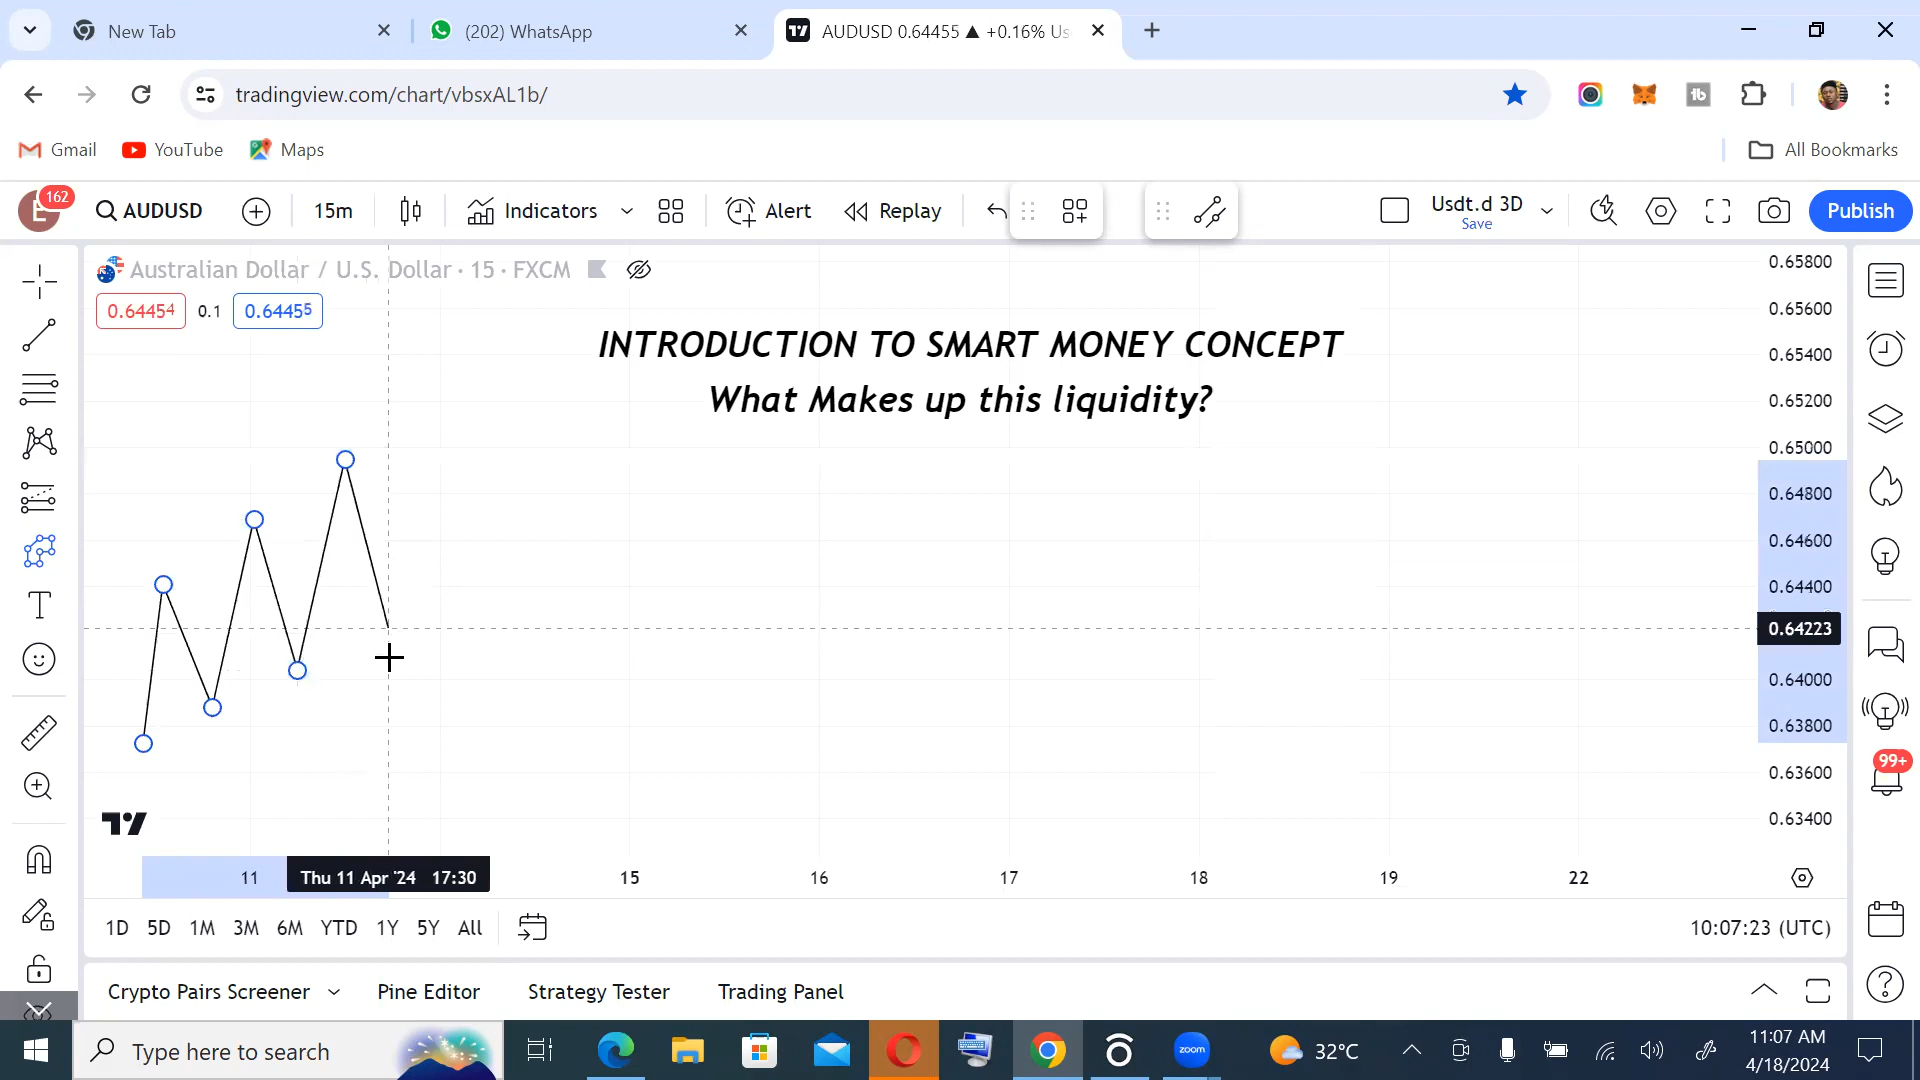 New Tab
(202) WhatsApp
AUDUSD 0.64455 ▲ +0.16% Us
tradingview.com/chart/vbsxAL1b/
Gmail
YouTube
Maps
All Bookmarks
E
162
AUDUSD
15m
Indicators
Alert
Replay
Usdt.d 3D
Save
Publish
Australian Dollar / U.S. Dollar · 15 · FXCM
0.64454
0.1
0.64455
INTRODUCTION TO SMART MONEY CONCEPT
What Makes up this liquidity?
0.65800
0.65600
0.65400
0.65200
0.65000
0.64800
0.64600
0.64400
0.64223
0.64000
0.63800
0.63600
0.63400
99+
11
Thu 11 Apr '24 17:30
15
16
17
18
19
22
1D 5D 1M 3M 6M YTD 1Y 5Y All
10:07:23 (UTC)
Crypto Pairs Screener
Pine Editor
Strategy Tester
Trading Panel
Type here to search
zoom
32°C
11:07 AM
4/18/2024